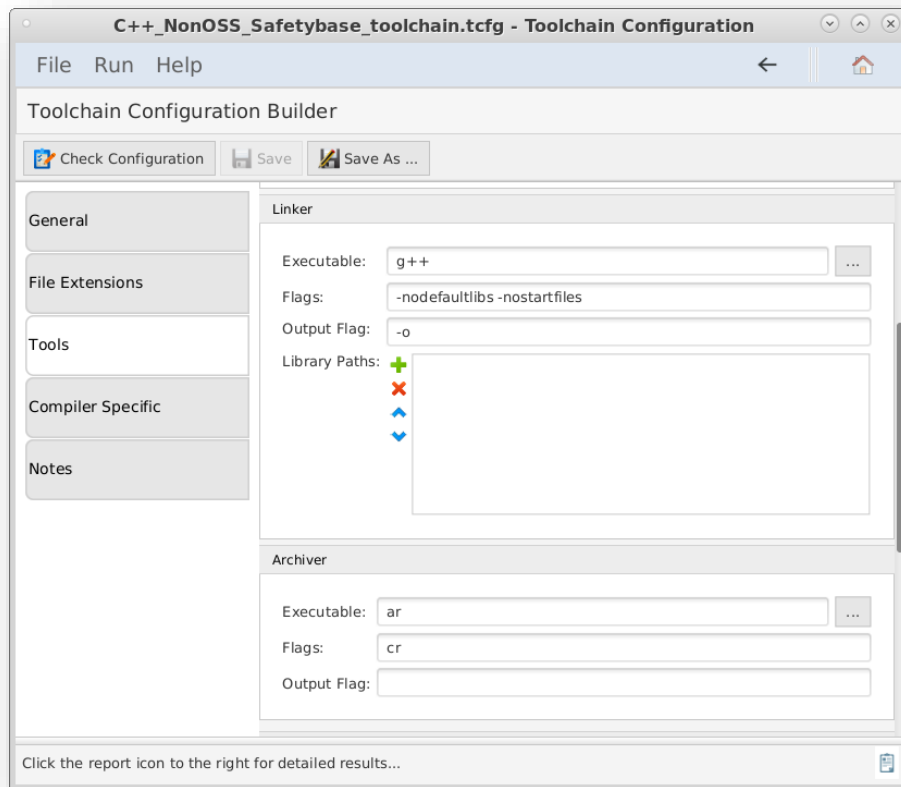 C++_NonOSS_Safetybase_toolchain.tcfg - Toolchain Configuration
File Run Help
Toolchain Configuration Builder
Check Configuration Save Save As ...
General
File Extensions
Tools
Compiler Specific
Notes
Linker
Executable: g++ ...
Flags: -nodefaultlibs -nostartfiles
Output Flag: -o
Library Paths:
Archiver
Executable: ar ...
Flags: cr
Output Flag:
Click the report icon to the right for detailed results...